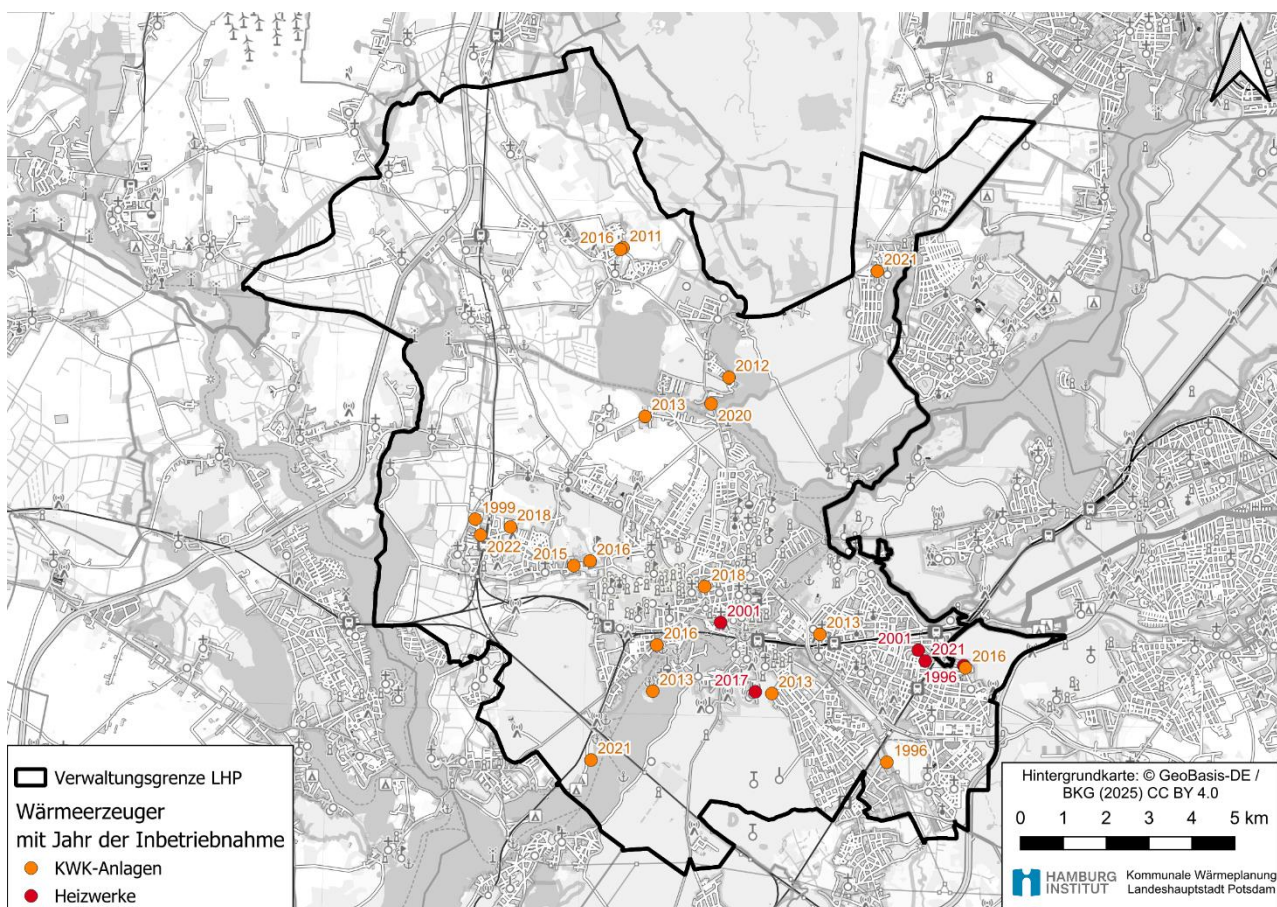 2016
2011
2021
2012
2020
2013
1999
2018
2022
2015
2016
2018
2001
2013
2016
2001
2021
2016
1996
2013
2017
2013
2021
1996
Verwaltungsgrenze LHP
Wärmeerzeuger
mit Jahr der Inbetriebnahme
KWK-Anlagen
Heizwerke
Hintergrundkarte: © GeoBasis-DE /
BKG (2025) CC BY 4.0
0 1 2 3 4 5 km
HAMBURG
INSTITUT
Kommunale Wärmeplanung
Landeshauptstadt Potsdam